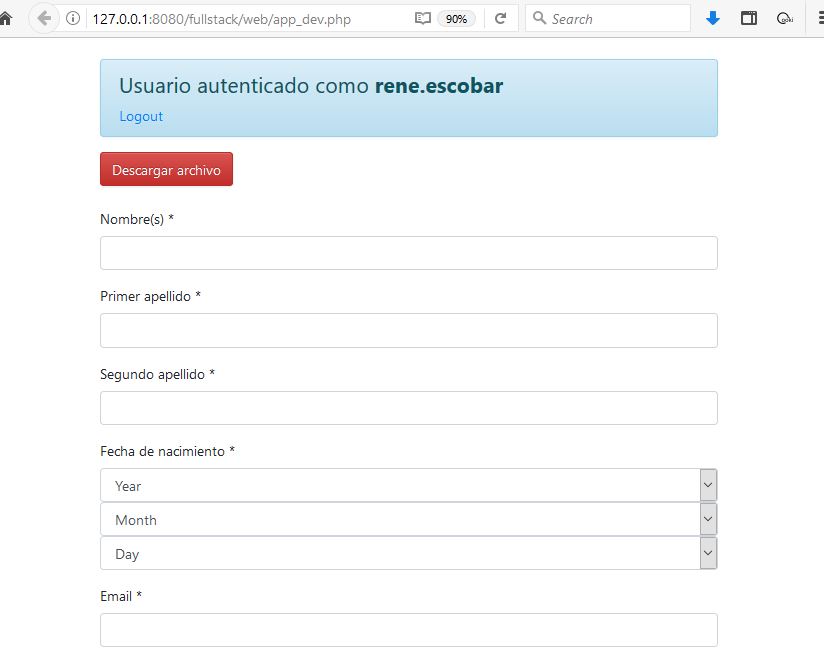 127.0.0.1:8080/fullstack/web/app_dev.php
90%
Search
Usuario autenticado como rene.escobar
Logout
Descargar archivo
Nombre(s) *
Primer apellido *
Segundo apellido *
Fecha de nacimiento *
Year
Month
Day
Email *